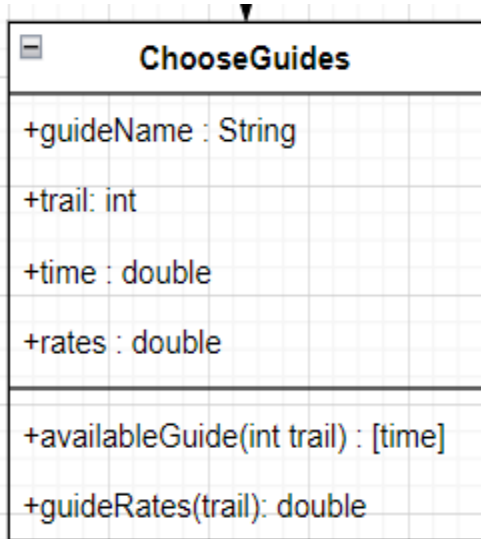 ChooseGuides
+guideName : String
+trail: int
+time : double
+rates : double
+availableGuide(int trail) : [time]
+guideRates(trail): double